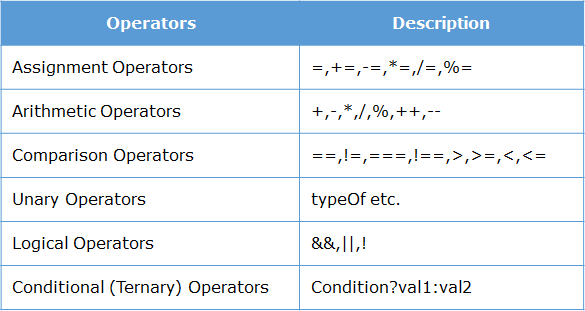 Operators Description
Assignment Operators =,+=,-=,*=,/=,%=
Arithmetic Operators +,-,*,/,%,++,--
Comparison Operators ==,!=,===,!==,>,>=,<,<=
Unary Operators typeOf etc.
Logical Operators &&,||,!
Conditional (Ternary) Operators Condition?val1:val2